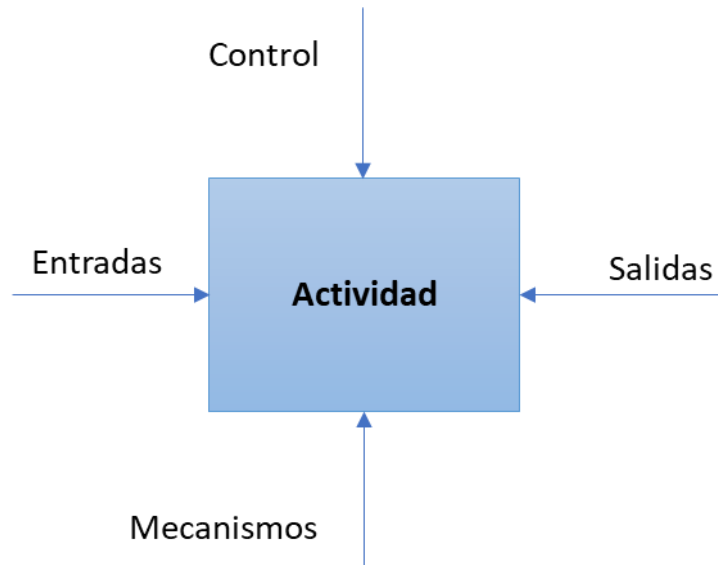 Control
Entradas
Actividad
Salidas
Mecanismos